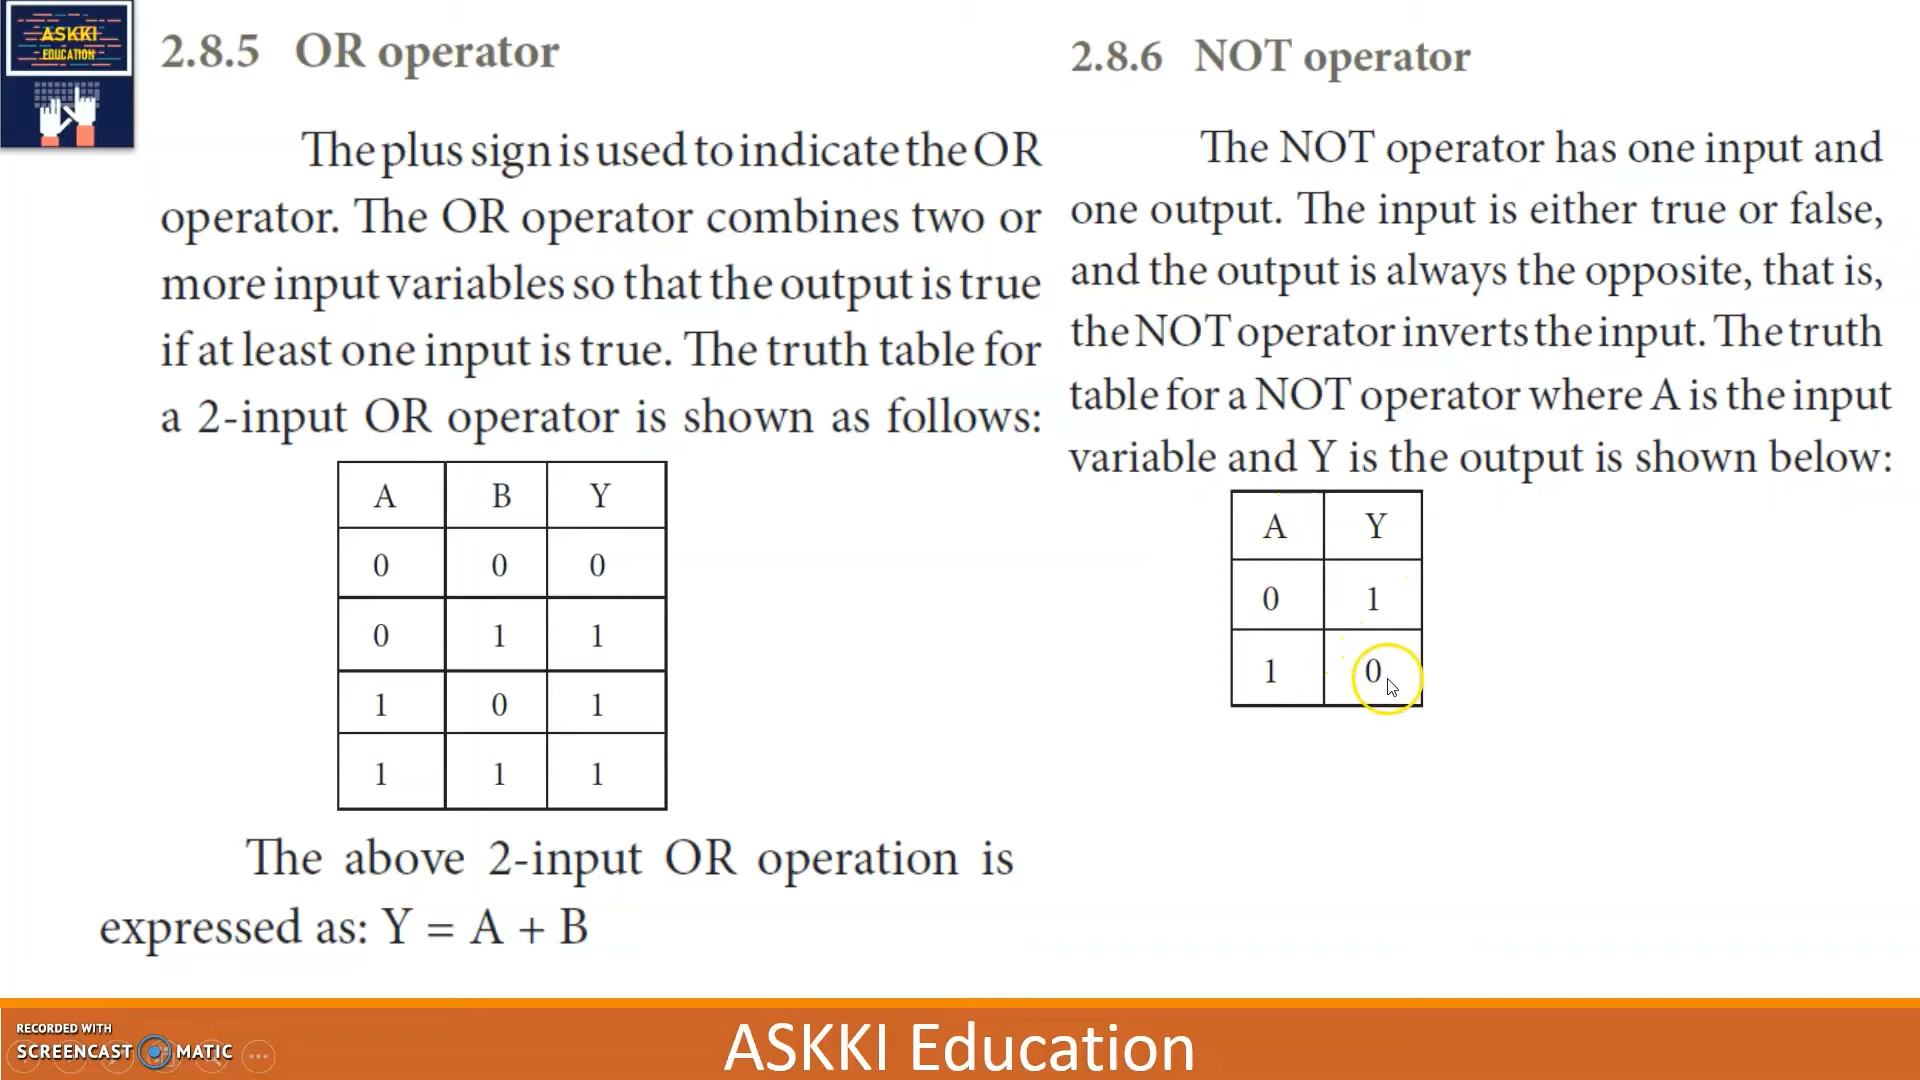 ASKKI
EDUCATION
2.8.5 OR operator
The plus sign is used to indicate the OR
operator. The OR operator combines two or
more input variables so that the output is true
if at least one input is true. The truth table for
a 2-input OR operator is shown as follows:
A B Y
0 0 0
0 1 1
1 0 1
1 1 1
The above 2-input OR operation is
expressed as: Y = A + B
2.8.6 NOT operator
The NOT operator has one input and
one output. The input is either true or false,
and the output is always the opposite, that is,
the NOT operator inverts the input. The truth
table for a NOT operator where A is the input
variable and Y is the output is shown below:
A Y
0 1
1 0
RECORDED WITH
SCREENCAST MATIC
ASKKI Education